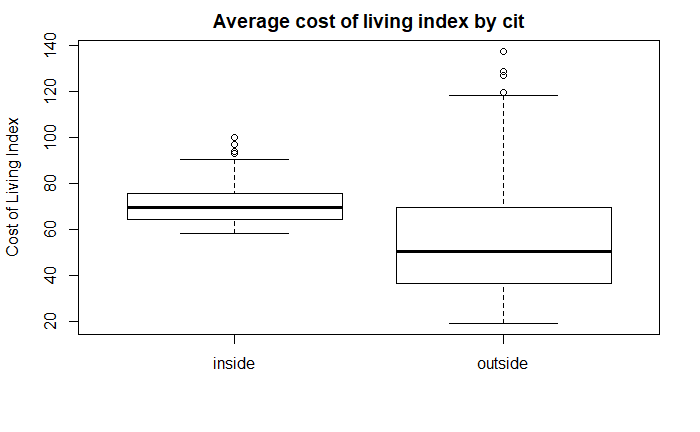 Average cost of living index by cit
Cost of Living Index
140
120
100
80
60
40
20
inside
outside